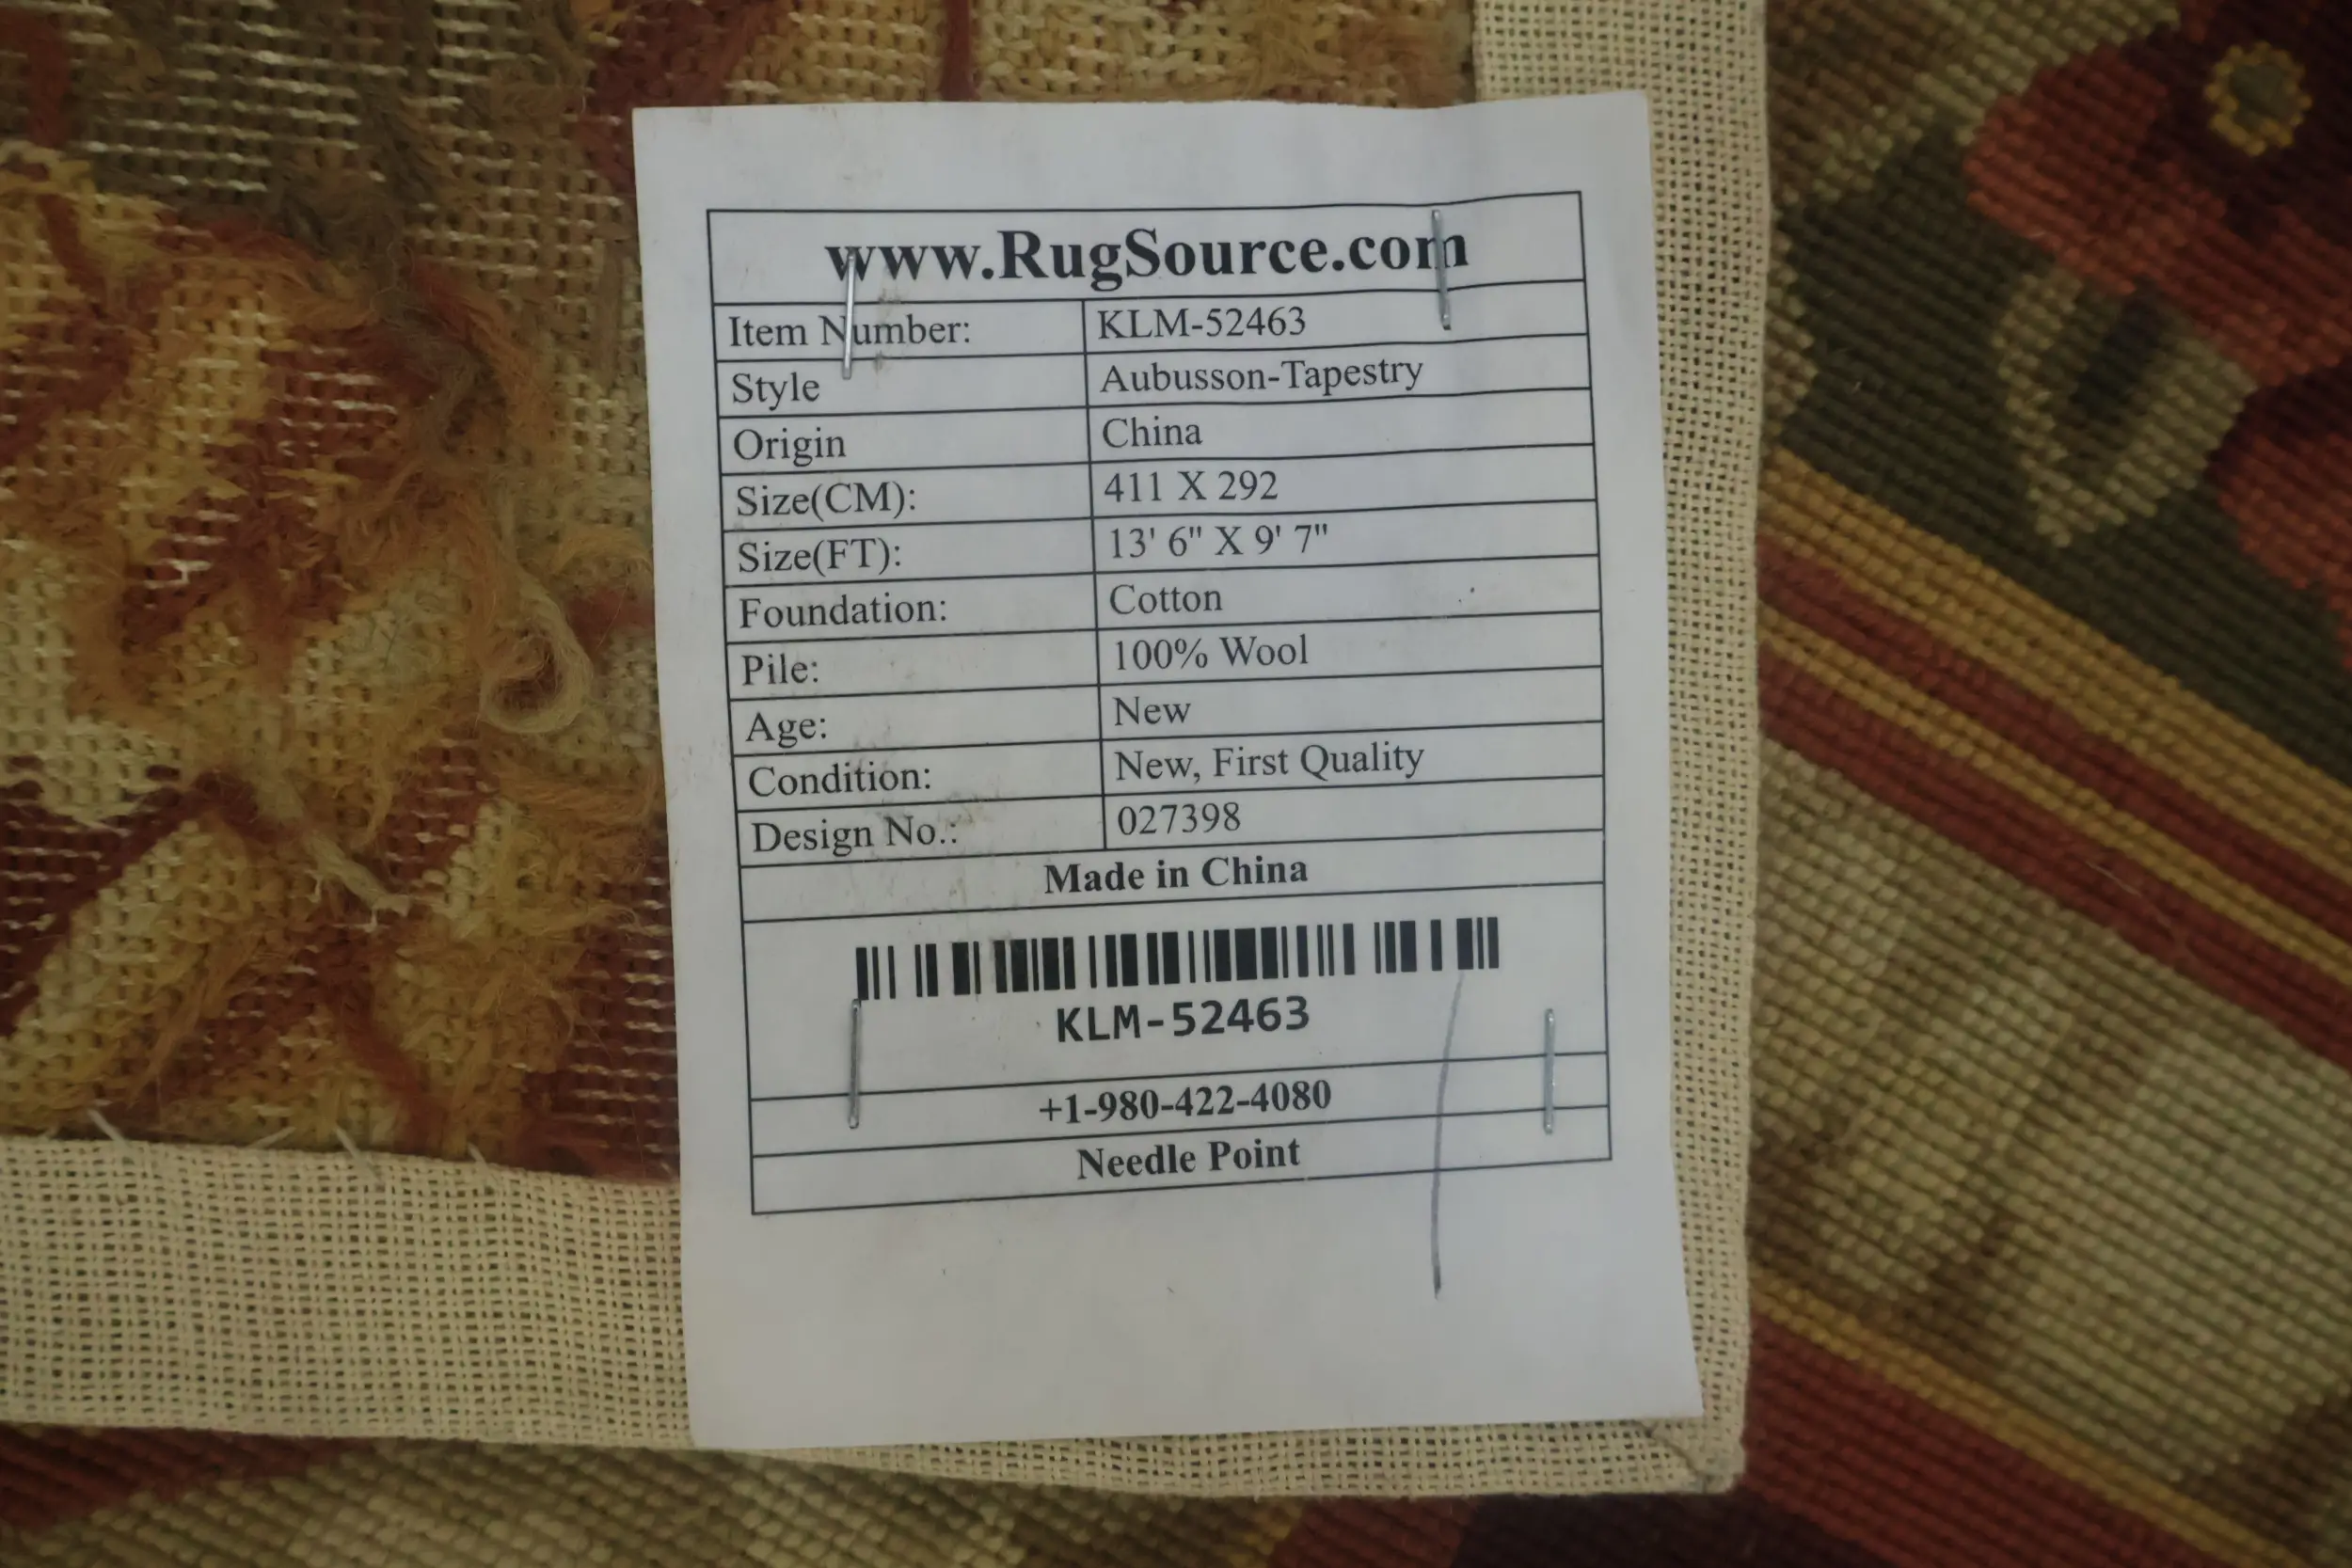 www.RugSource.com
Item Number: KLM-52463
Style Aubusson-Tapestry
Origin China
Size(CM): 411 X 292
Size(FT): 13' 6" X 9' 7"
Foundation: Cotton
Pile: 100% Wool
Age: New
Condition: New, First Quality
Design No.: 027398
Made in China
KLM-52463
+1-980-422-4080
Needle Point